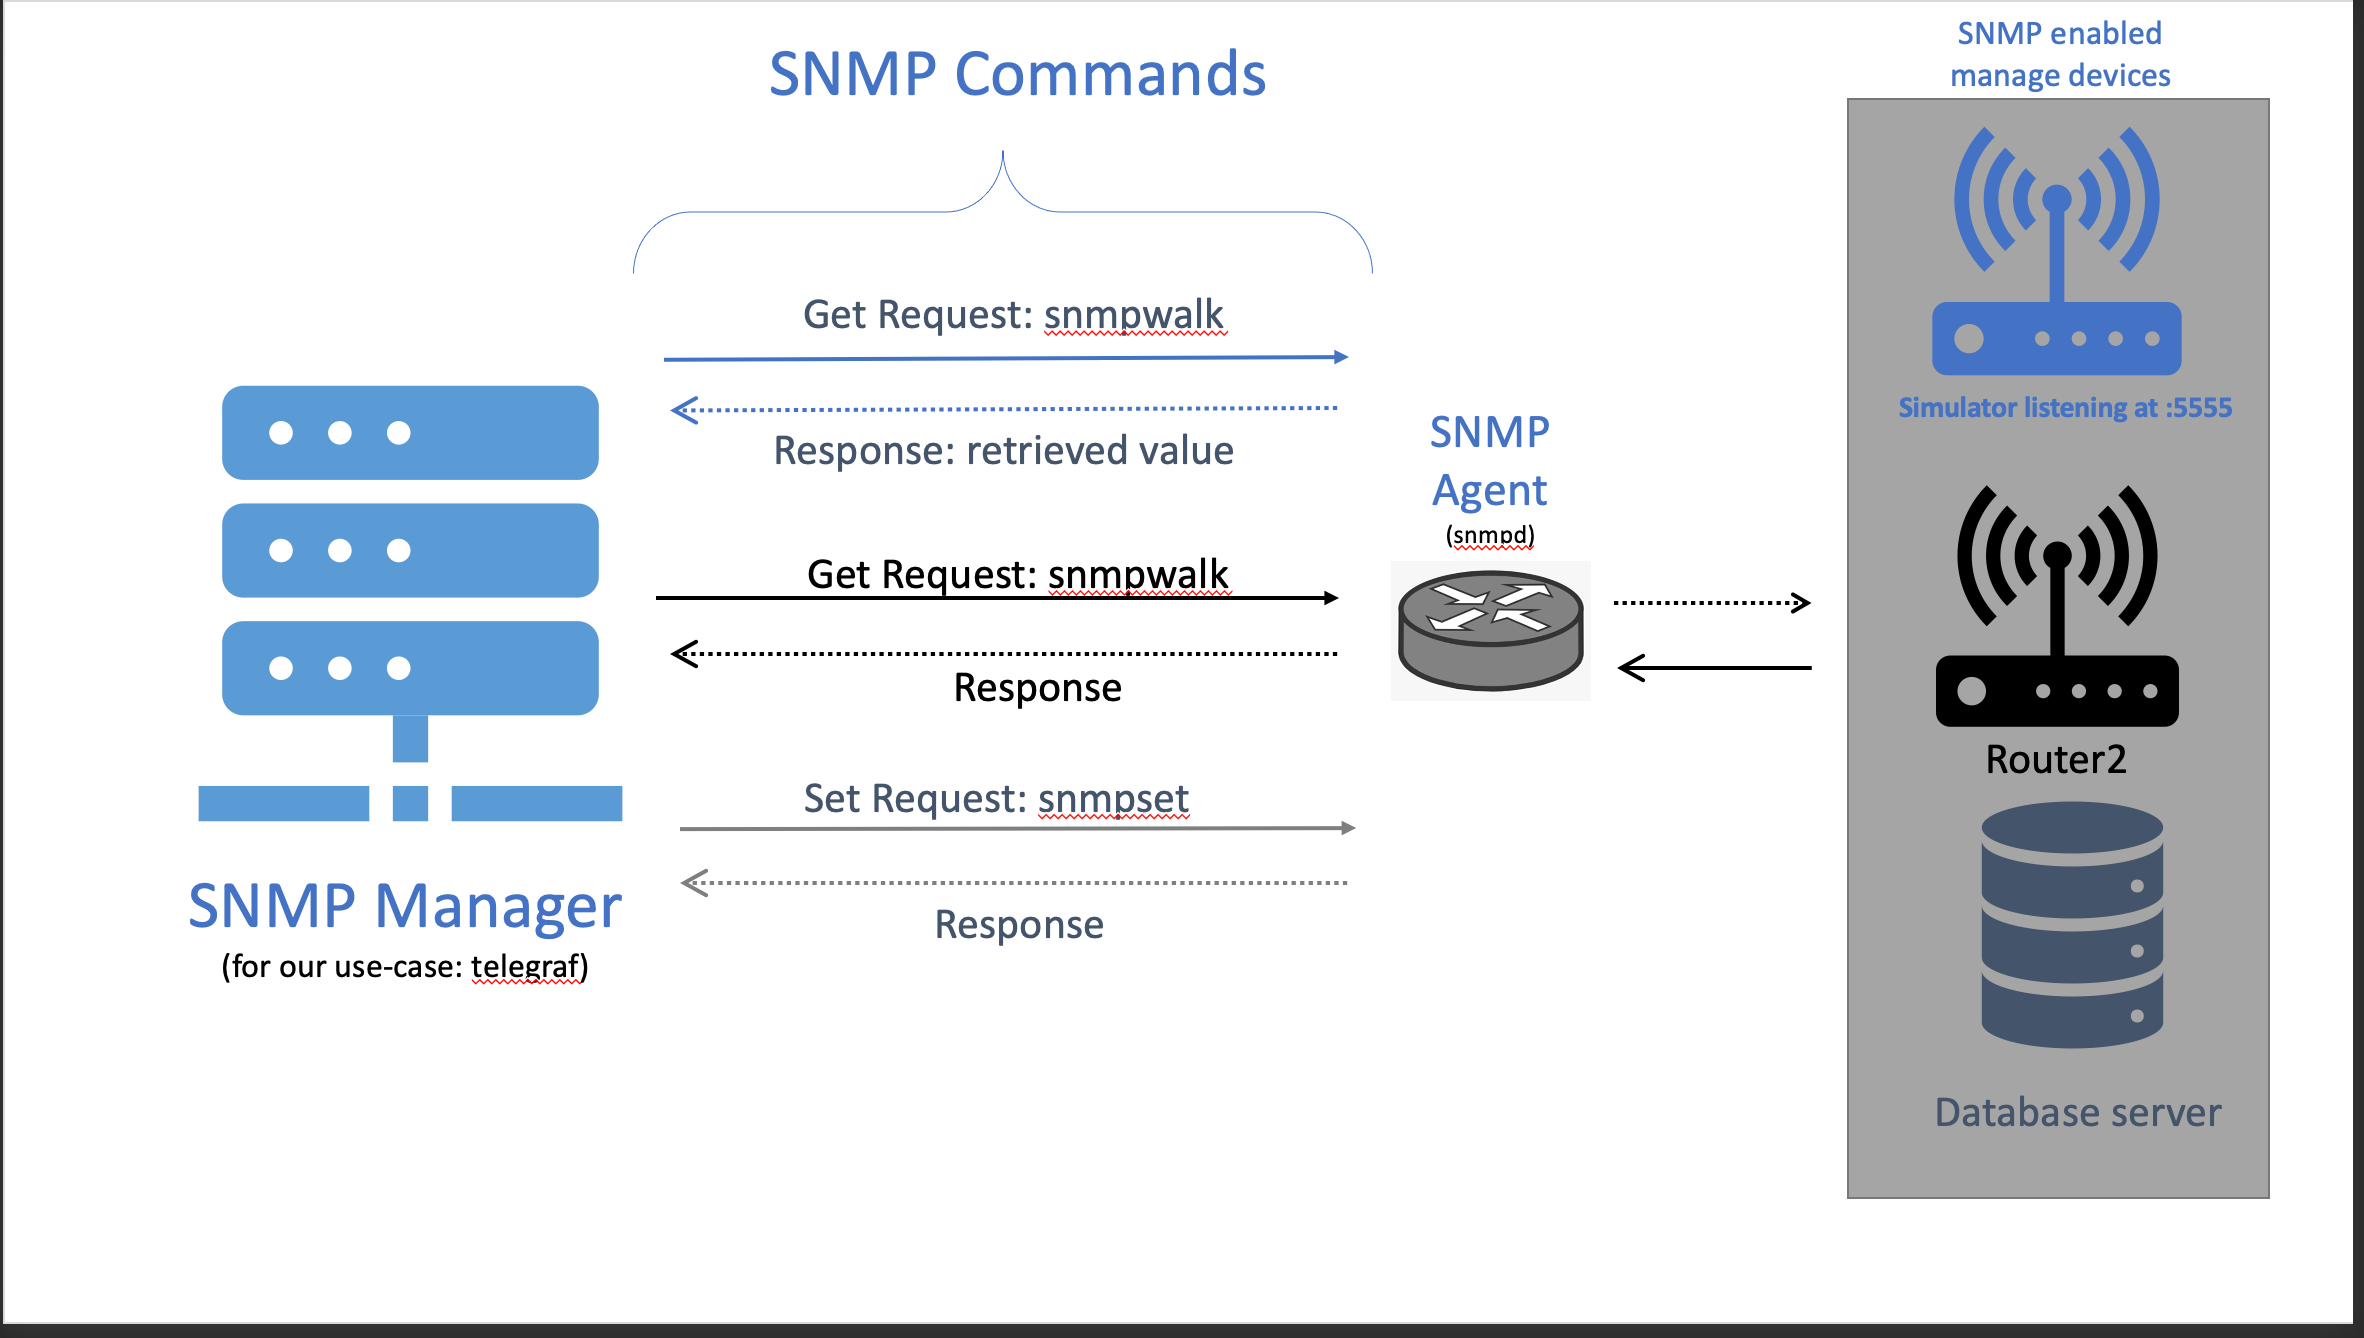 SNMP Commands
SNMP enabled
manage devices
Get Request: snmpwalk
Response: retrieved value
Get Request: snmpwalk
Response
Set Request: snmpset
Response
SNMP Manager
(for our use-case: telegraf)
SNMP
Agent
(snmpd)
Simulator listening at :5555
Router2
Database server